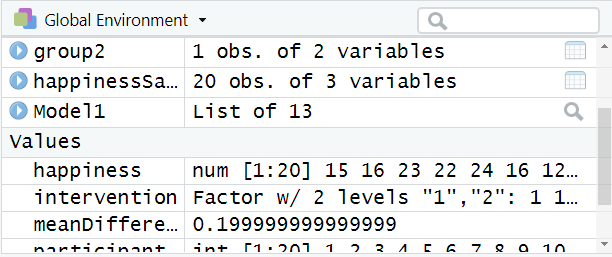 Global Environment
group2 1 obs. of 2 variables
happinessSa… 20 obs. of 3 variables
Model1 List of 13
Values
happiness num [1:20] 15 16 23 22 24 16 12…
intervention Factor w/ 2 levels "1","2": 1 1…
meanDiffere… 0.199999999999999
participant int [1:20] 1 2 3 4 5 6 7 8 9 10